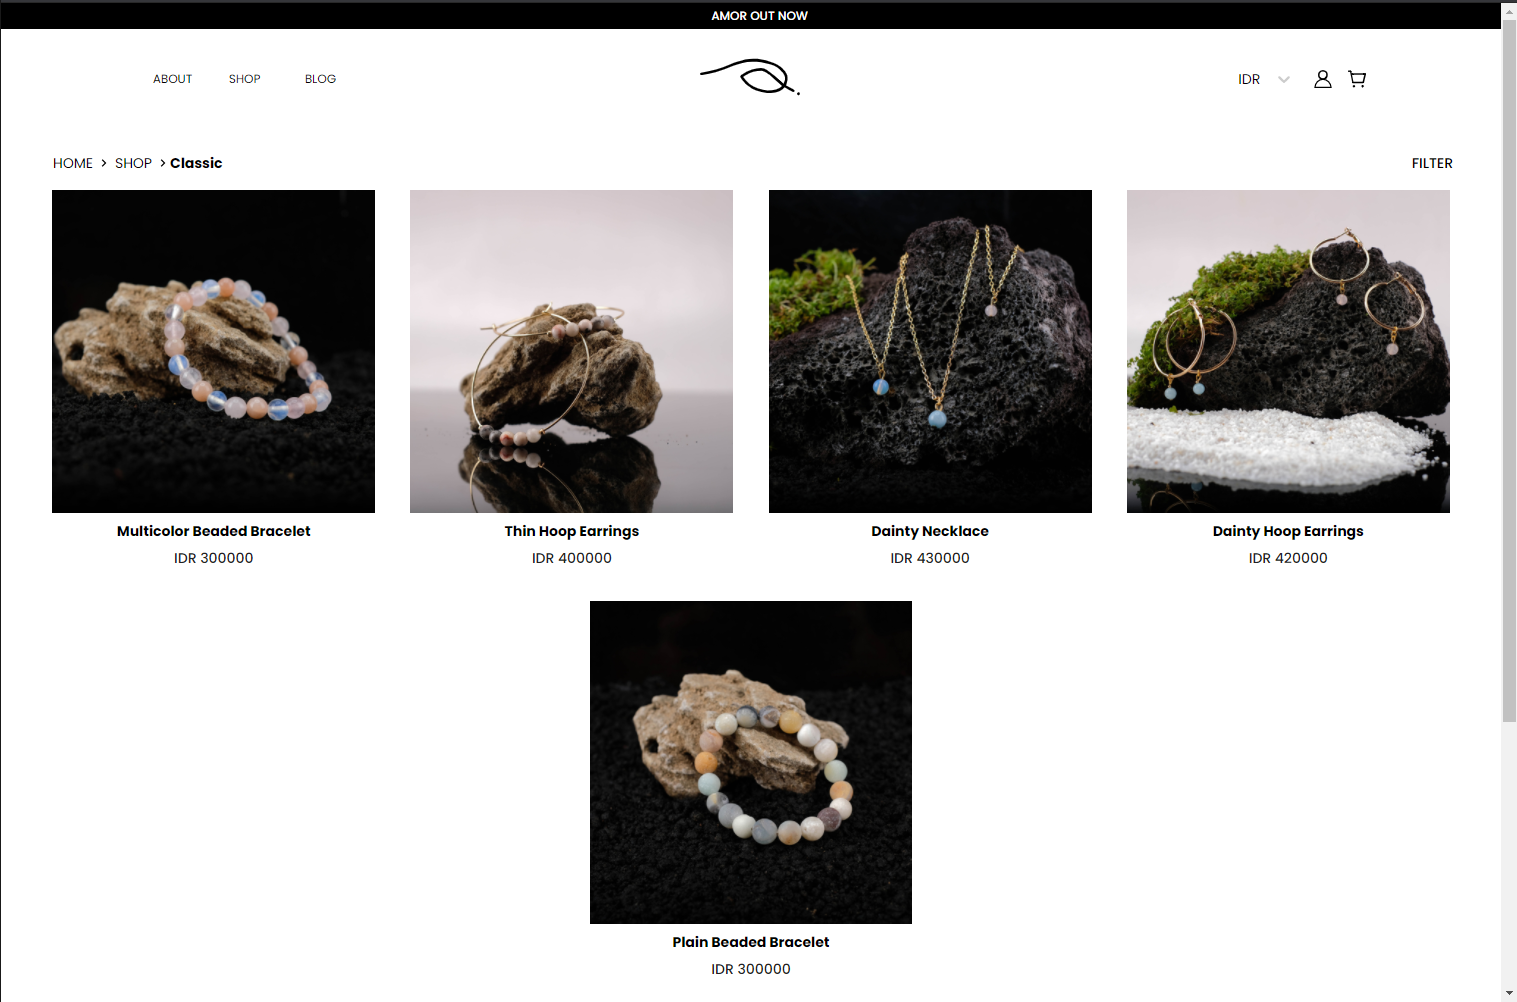 AMOR OUT NOW
ABOUT SHOP BLOG IDR
HOME > SHOP > Classic FILTER
Multicolor Beaded Bracelet Thin Hoop Earrings Dainty Necklace Dainty Hoop Earrings
IDR 300000 IDR 400000 IDR 430000 IDR 420000
Plain Beaded Bracelet
IDR 300000